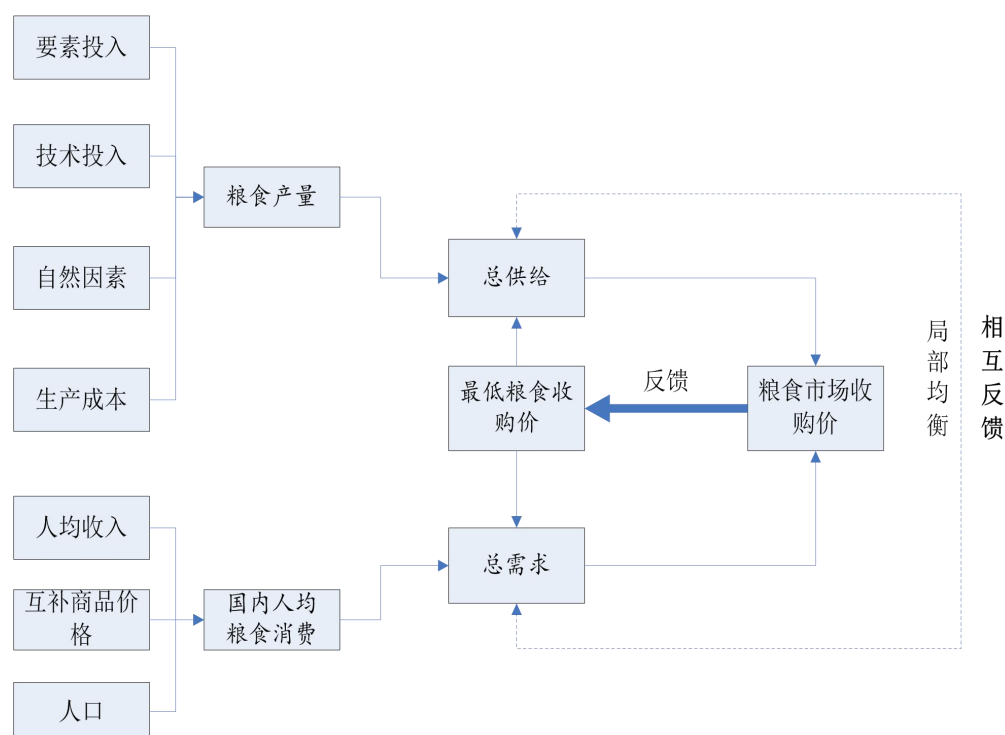 要素投入
技术投入
粮食产量
自然因素
总供给
生产成本
最低粮食收
购价
反馈
粮食市场收
购价
局部均衡
相互反馈
人均收入
总需求
互补商品价
格
国内人均
粮食消费
人口